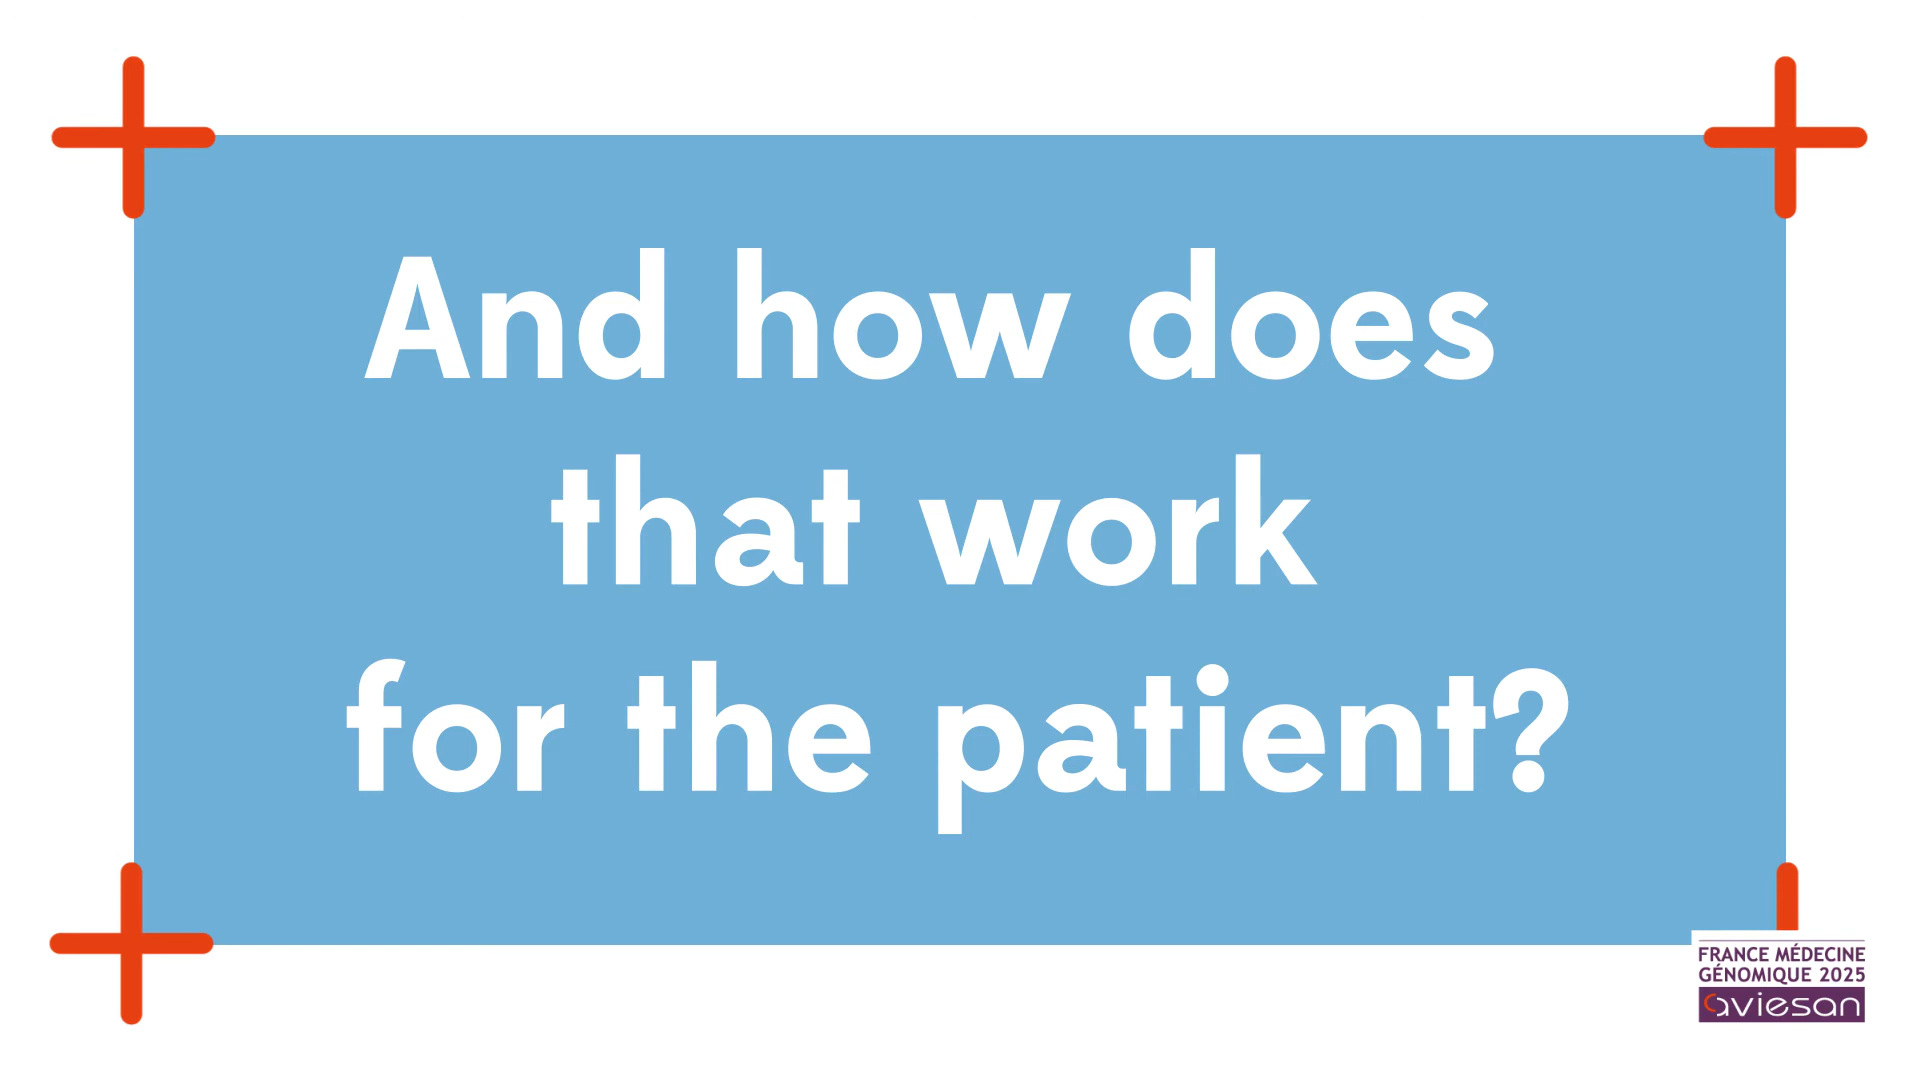 And how does
that work
for the patient?
FRANCE MÉDECINE
GÉNOMIQUE 2025
aviesan